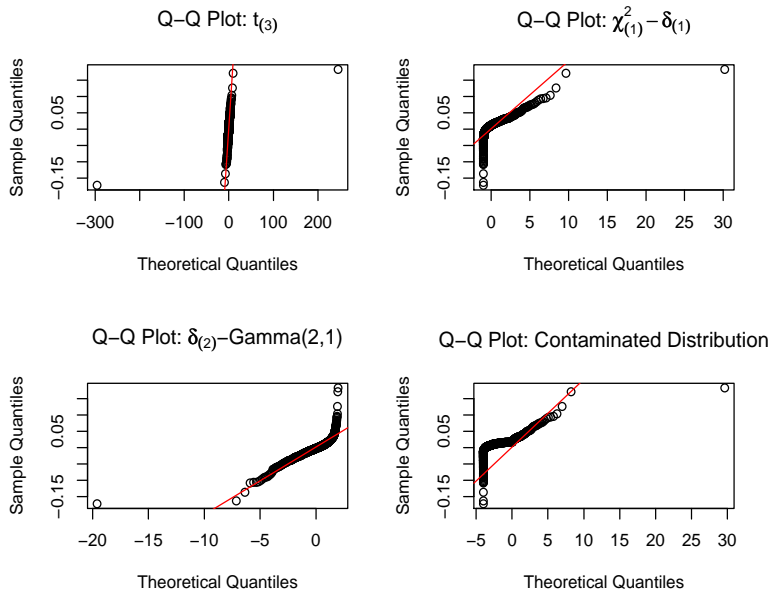 Q−Q Plot: t(3)
Sample Quantiles
−0.15 0.05
−300 −100 0 100 200
Theoretical Quantiles
Q−Q Plot: χ²(1)−δ(1)
Sample Quantiles
−0.15 0.05
0 5 10 15 20 25 30
Theoretical Quantiles
Q−Q Plot: δ(2)−Gamma(2,1)
Sample Quantiles
−0.15 0.05
−20 −15 −10 −5 0
Theoretical Quantiles
Q−Q Plot: Contaminated Distribution
Sample Quantiles
−0.15 0.05
−5 0 5 10 15 20 25 30
Theoretical Quantiles